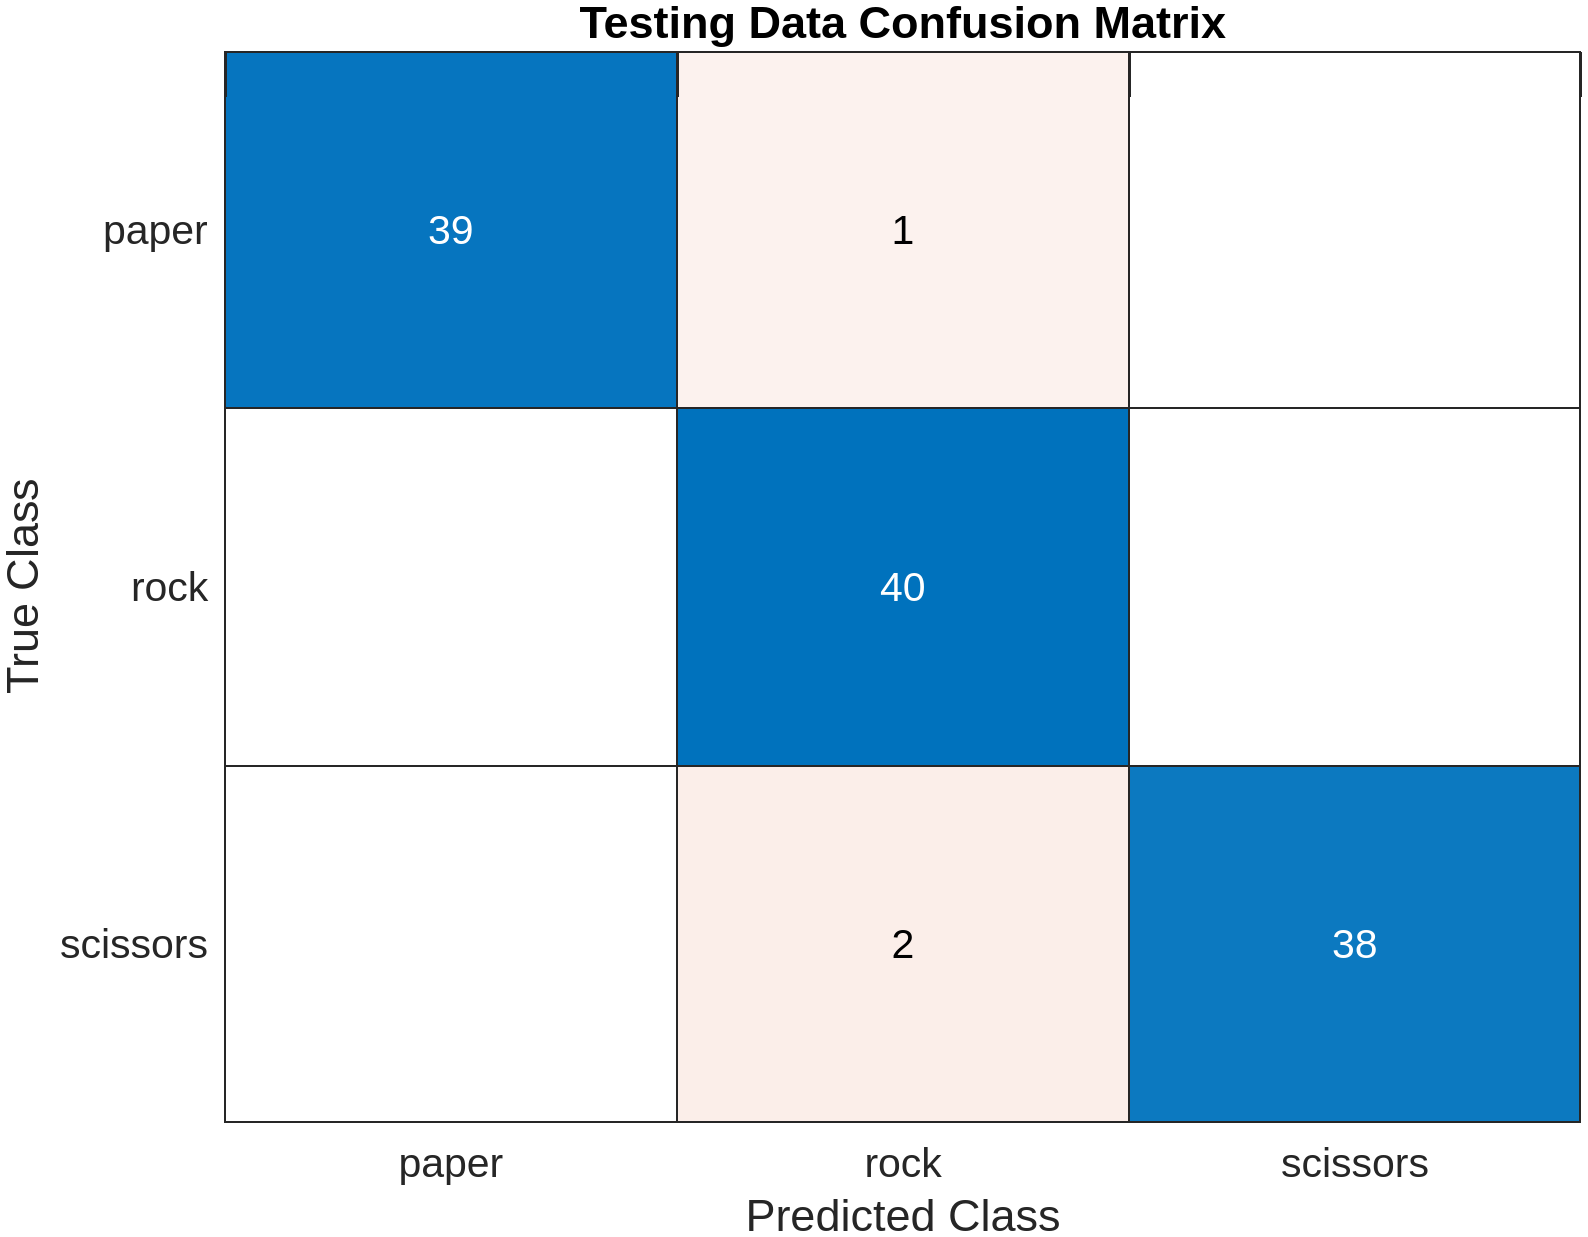 Testing Data Confusion Matrix
paper
39
1
True Class
rock
40
scissors
2
38
paper
rock
scissors
Predicted Class